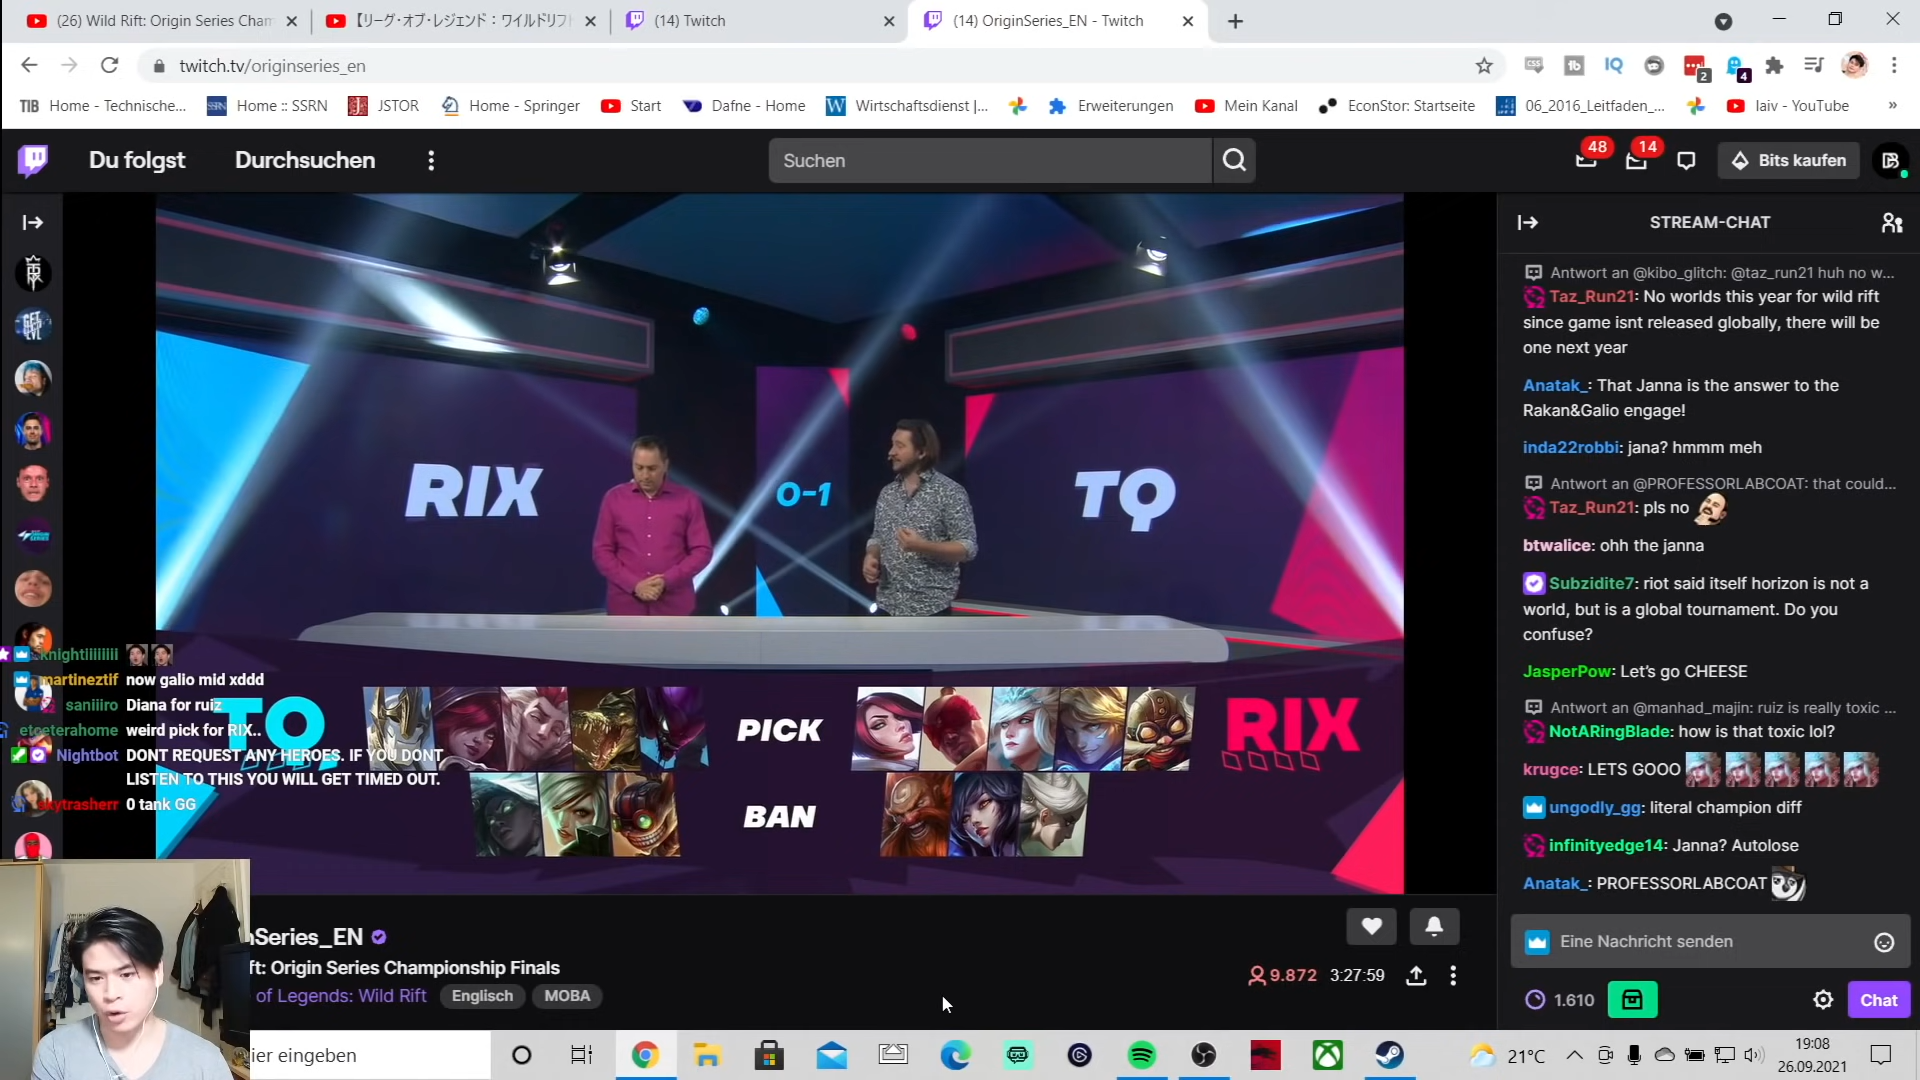 (26) Wild Rift: Origin Series Cham
【リーグ・オブ・レジェンド：ワイルドリフト
(14) Twitch
(14) OriginSeries_EN - Twitch
twitch.tv/originseries_en
2
4
TIB Home - Technische...
Home :: SSRN
JSTOR
Home - Springer
Start
Dafne - Home
Wirtschaftsdienst |...
Erweiterungen
Mein Kanal
EconStor: Startseite
06_2016_Leitfaden_...
laiv - YouTube
Du folgst
Durchsuchen
Suchen
48
14
Bits kaufen
STREAM-CHAT
Antwort an @kibo_glitch: @taz_run21 huh no w...
Taz_Run21: No worlds this year for wild rift
since game isnt released globally, there will be
one next year
Anatak_: That Janna is the answer to the
Rakan&Galio engage!
inda22robbi: jana? hmmm meh
Antwort an @PROFESSORLABCOAT: that could...
Taz_Run21: pls no
btwalice: ohh the janna
Subzidite7: riot said itself horizon is not a
world, but is a global tournament. Do you
confuse?
JasperPow: Let's go CHEESE
Antwort an @manhad_majin: ruiz is really toxic ...
NotARingBlade: how is that toxic lol?
krugce: LETS GOOO
ungodly_gg: literal champion diff
infinityedge14: Janna? Autolose
Anatak_: PROFESSORLABCOAT
Eine Nachricht senden
1.610
Chat
RIX
0-1
TQ
TQ
PICK
RIX
BAN
knightiiiiiiii
martineztif now galio mid xddd
saniiiro Diana for ruiz
etceterahome weird pick for RIX..
Nightbot DONT REQUEST ANY HEROES. IF YOU DONT
LISTEN TO THIS YOU WILL GET TIMED OUT.
skytrasherr 0 tank GG
nSeries_EN
ft: Origin Series Championship Finals
of Legends: Wild Rift
Englisch
MOBA
9.872
3:27:59
ier eingeben
21°C
19:08
26.09.2021